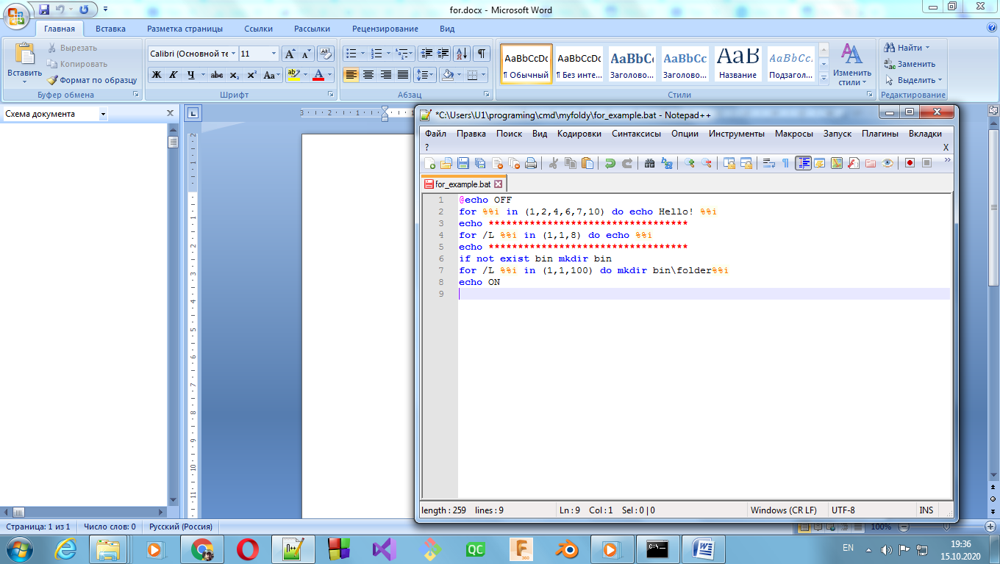 for.docx - Microsoft Word
Главная Вставка Разметка страницы Ссылки Рассылки Рецензирование Вид
Вставить
Вырезать
Копировать
Формат по образцу
Буфер обмена
Calibri (Основной те 11
Ж К Ч abc x₂ x² Aa
Шрифт
Абзац
AaBbCcDc AaBbCcDc AaBbC AaBbCc AaB AaBbCc.
¶ Обычный ¶ Без инте... Заголово... Заголово... Название Подзагол...
Изменить
стили
Стили
Найти
Заменить
Выделить
Редактирование
Схема документа
*C:\Users\U1\programing\cmd\myfoldy\for_example.bat - Notepad++
Файл Правка Поиск Вид Кодировки Синтаксисы Опции Инструменты Макросы Запуск Плагины Вкладки
? X
for_example.bat
1 @echo OFF
2 for %%i in (1,2,4,6,7,10) do echo Hello! %%i
3 echo **********************************
4 for /L %%i in (1,1,8) do echo %%i
5 echo **********************************
6 if not exist bin mkdir bin
7 for /L %%i in (1,1,100) do mkdir bin\folder%%i
8 echo ON
9
length : 259 lines : 9 Ln : 9 Col : 1 Sel : 0 | 0 Windows (CR LF) UTF-8 INS
Страница: 1 из 1 Число слов: 0 Русский (Россия) 100%
EN 19:36
15.10.2020